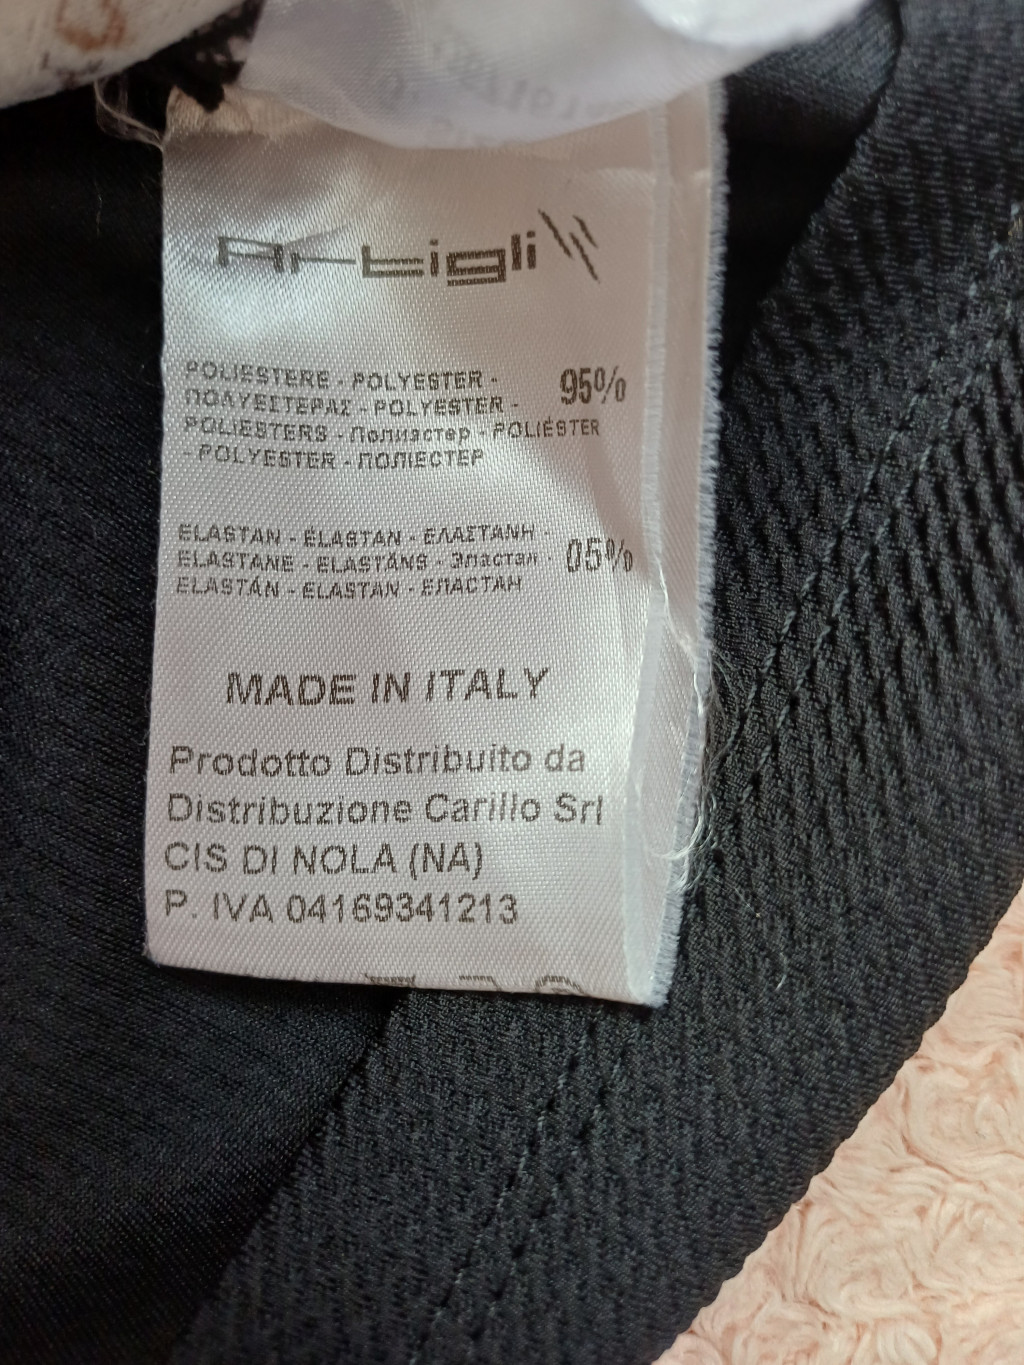 Artigli
POLIESTERE - POLYESTER -
ΠΟΛΥΕΣΤΕΡΑΣ - POLYESTER -
95%
POLIESTERS - Полиэстер - POLIÉSTER
- POLYESTER - ПОЛІЕСТЕР
ELASTAN - ÉLASTAN - ΕΛΑΣΤΑΝΗ -
ELASTANE - ELASTĀNS - Эластан -
05%
ELASTÁN - ELASTAN - ЕЛАСТАН
MADE IN ITALY
Prodotto Distribuito da
Distribuzione Carillo Srl
CIS DI NOLA (NA)
P. IVA 04169341213